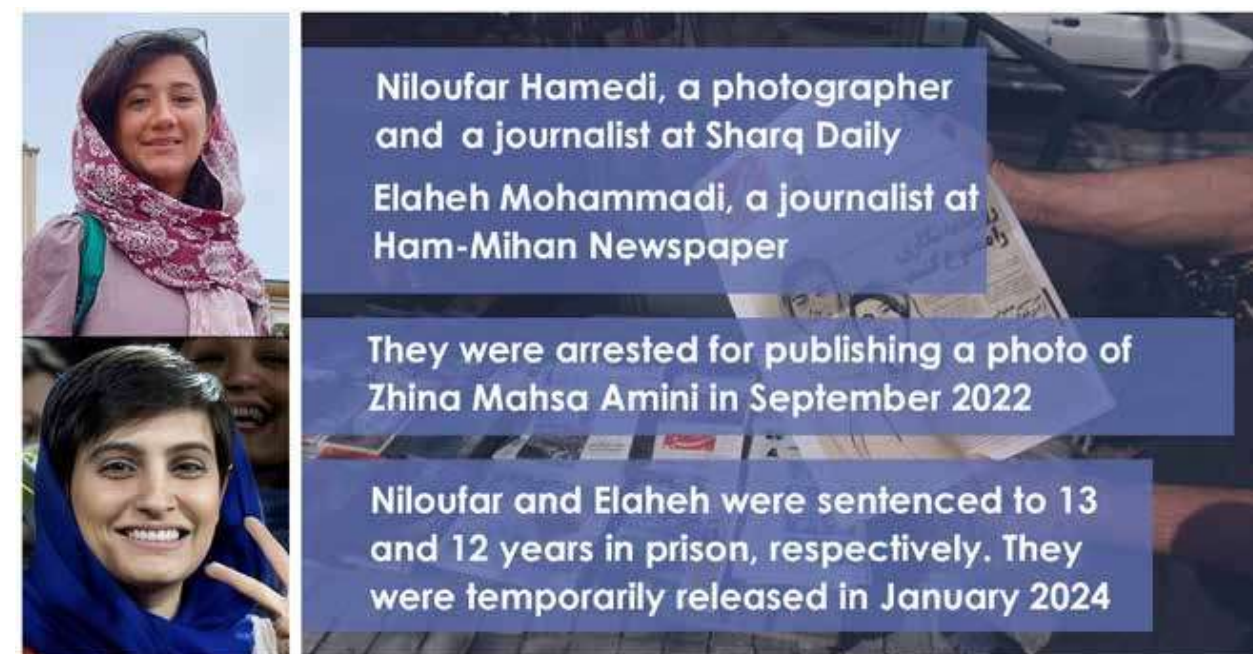 Niloufar Hamedi, a photographer
and a journalist at Sharq Daily
Elaheh Mohammadi, a journalist at
Ham-Mihan Newspaper
They were arrested for publishing a photo of
Zhina Mahsa Amini in September 2022
Niloufar and Elaheh were sentenced to 13
and 12 years in prison, respectively. They
were temporarily released in January 2024